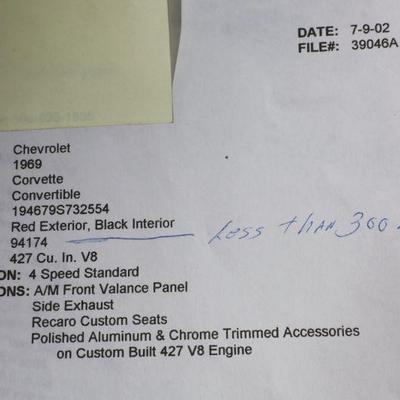 DATE: 7-9-02
FILE#: 39046A
Chevrolet
1969
Corvette
Convertible
194679S732554
Red Exterior, Black Interior
94174 Less than 300
427 Cu. In. V8
ON: 4 Speed Standard
ONS: A/M Front Valance Panel
Side Exhaust
Recaro Custom Seats
Polished Aluminum & Chrome Trimmed Accessories
on Custom Built 427 V8 Engine